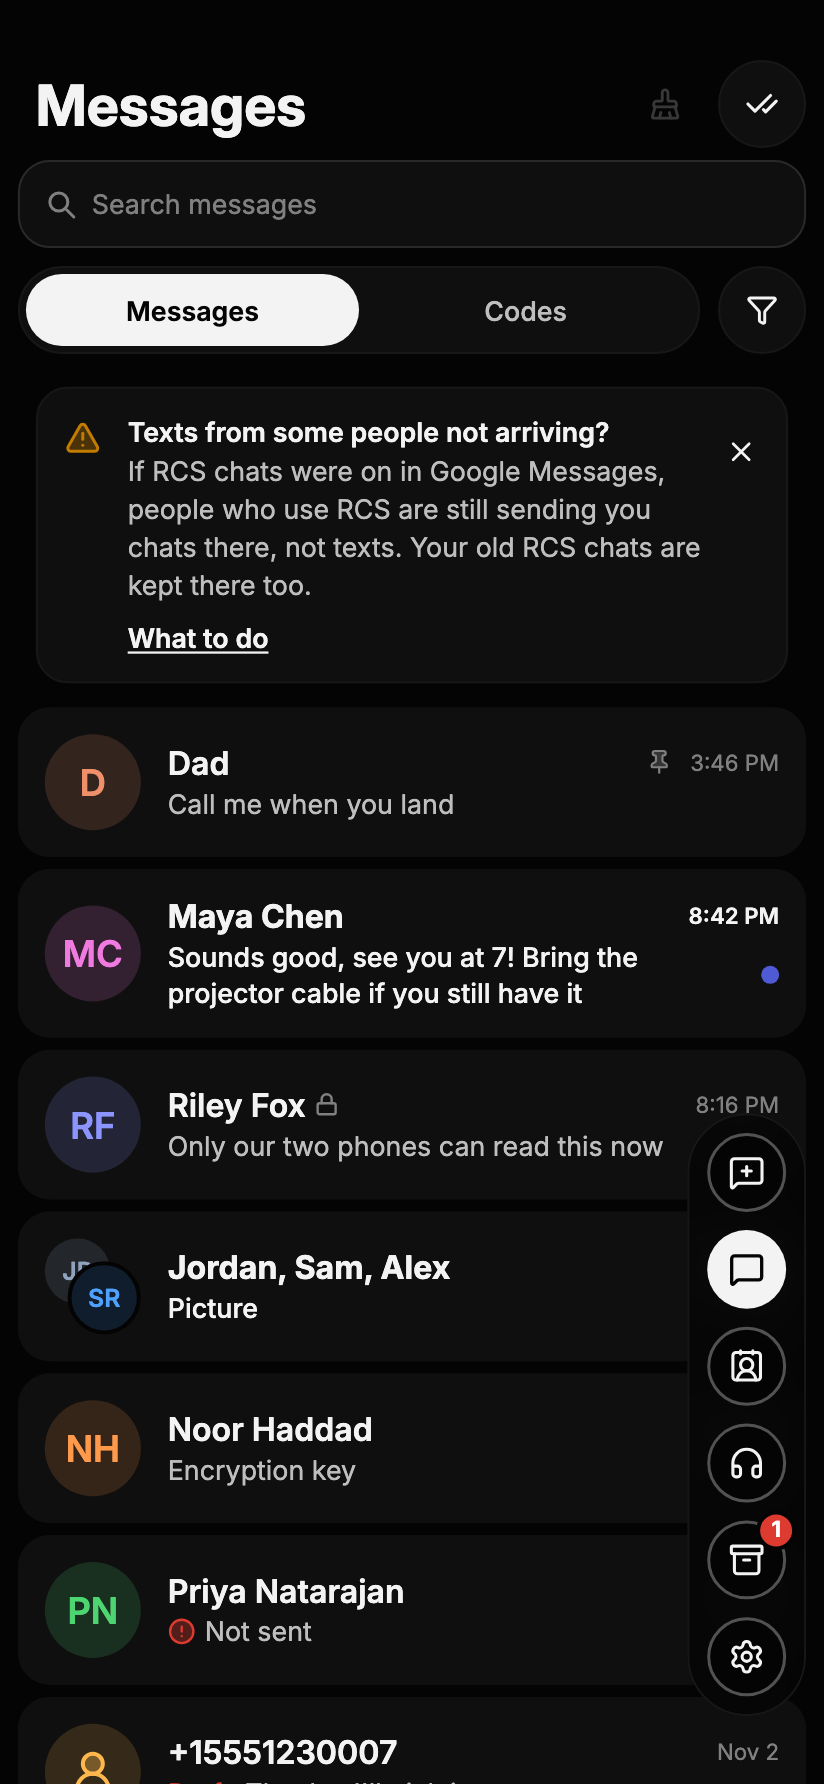 Messages
Search messages
Messages
Codes
Texts from some people not arriving?
If RCS chats were on in Google Messages,
people who use RCS are still sending you
chats there, not texts. Your old RCS chats are
kept there too.
What to do
D
Dad
3:46 PM
Call me when you land
MC
Maya Chen
8:42 PM
Sounds good, see you at 7! Bring the
projector cable if you still have it
RF
Riley Fox
8:16 PM
Only our two phones can read this now
SR
Jordan, Sam, Alex
Picture
NH
Noor Haddad
Encryption key
1
PN
Priya Natarajan
Not sent
+15551230007
Nov 2